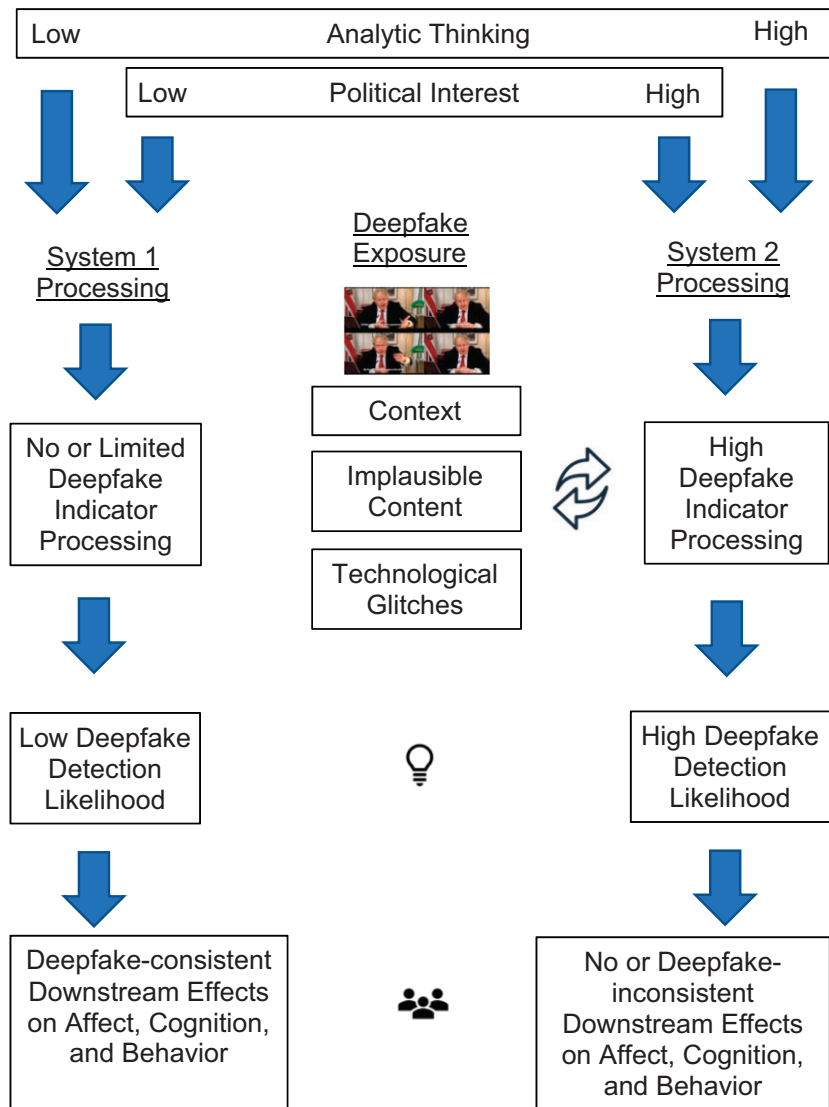 Low Analytic Thinking High
Low Political Interest High
Deepfake
Exposure
System 1
Processing
System 2
Processing
Context
No or Limited
Deepfake
Indicator
Processing
Implausible
Content
High
Deepfake
Indicator
Processing
Technological
Glitches
Low Deepfake
Detection
Likelihood
High Deepfake
Detection
Likelihood
Deepfake-consistent
Downstream Effects
on Affect, Cognition,
and Behavior
No or Deepfake-
inconsistent
Downstream Effects
on Affect, Cognition,
and Behavior